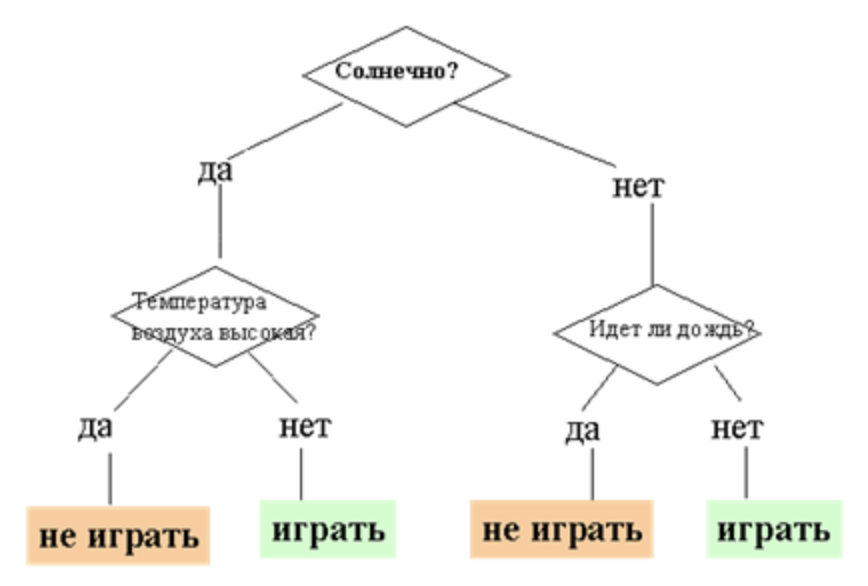 Солнечно?
да
нет
Температура
воздуха высокая?
Идет ли дождь?
да
нет
да
нет
не играть
играть
не играть
играть